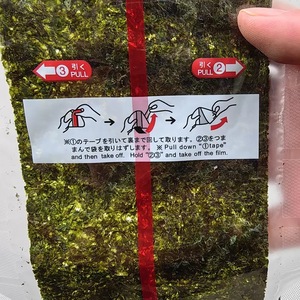 ③ 引く PULL
引く PULL ②
※①のテープを引いて裏まで回して取ります。②③をつま
まんで袋を取りはずします。 ※ Pull down "①tape"
and then take off. Hold "②③" and take off the film.